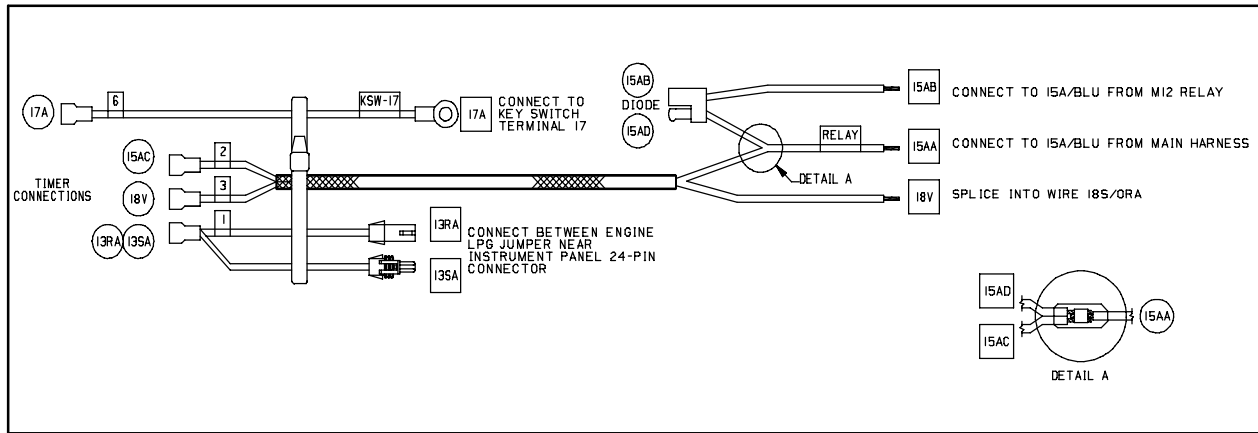 17A
6
KSW-17
17A
CONNECT TO
KEY SWITCH
TERMINAL 17
15AC
2
TIMER
CONNECTIONS
3
18V
1
13RA
13SA
13RA
CONNECT BETWEEN ENGINE
LPG JUMPER NEAR
INSTRUMENT PANEL 24-PIN
CONNECTOR
13SA
15AB
DIODE
15AD
15AB
CONNECT TO 15A/BLU FROM M12 RELAY
RELAY
15AA
CONNECT TO 15A/BLU FROM MAIN HARNESS
DETAIL A
18V
SPLICE INTO WIRE 18S/ORA
15AD
15AC
15AA
DETAIL A